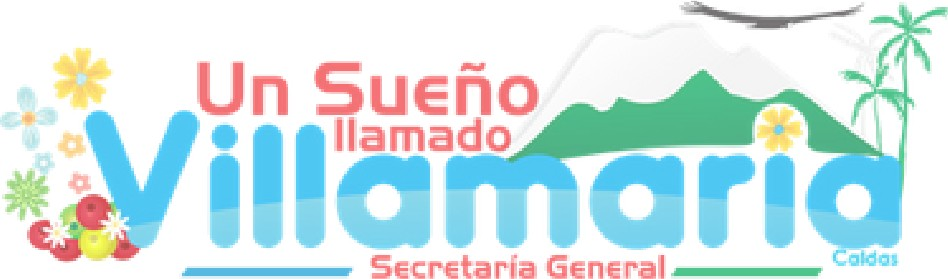 Un Sueño
llamado
Villamaria
Caldas
Secretaría General